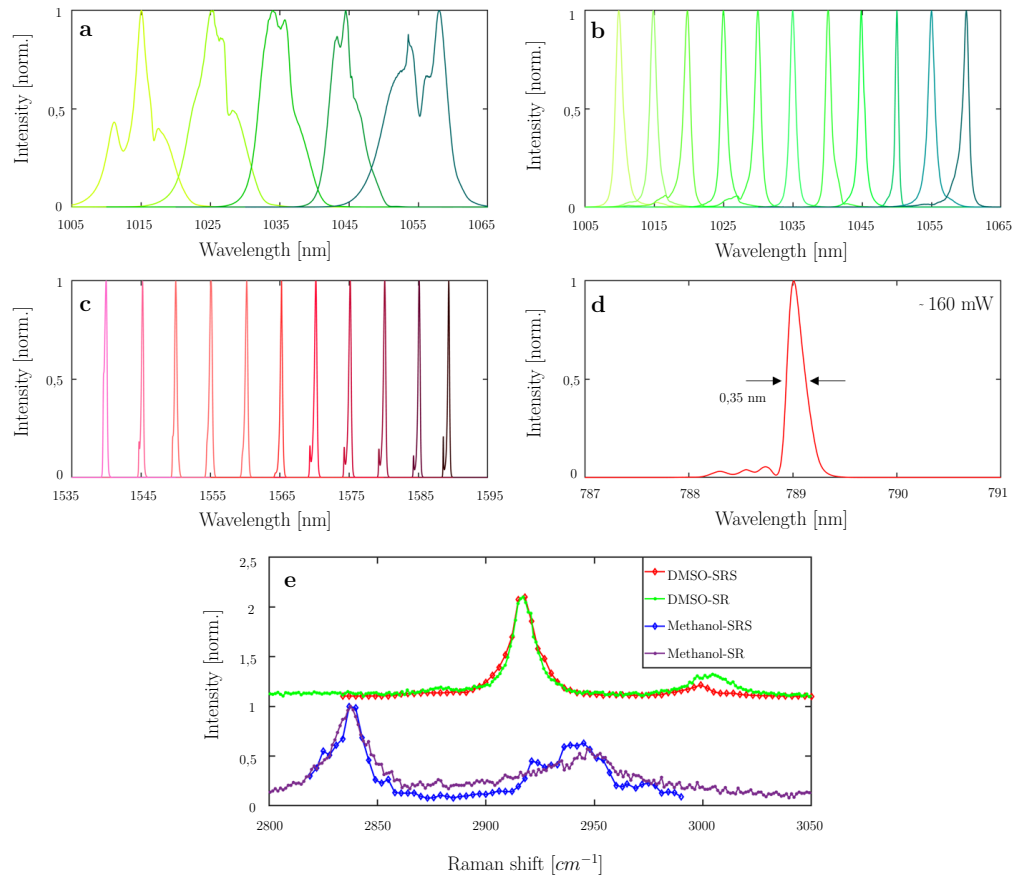 a
Intensity [norm.]
1
0,5
0
1005 1015 1025 1035 1045 1055 1065
Wavelength [nm]
b
Intensity [norm.]
1
0,5
0
1005 1015 1025 1035 1045 1055 1065
Wavelength [nm]
c
Intensity [norm.]
1
0,5
0
1535 1545 1555 1565 1575 1585 1595
Wavelength [nm]
d
- 160 mW
0,35 nm
Intensity [norm.]
1
0,5
0
787 788 789 790 791
Wavelength [nm]
e
DMSO-SRS
DMSO-SR
Methanol-SRS
Methanol-SR
Intensity [norm.]
2,5
2
1,5
1
0,5
0
2800 2850 2900 2950 3000 3050
Raman shift [cm⁻¹]